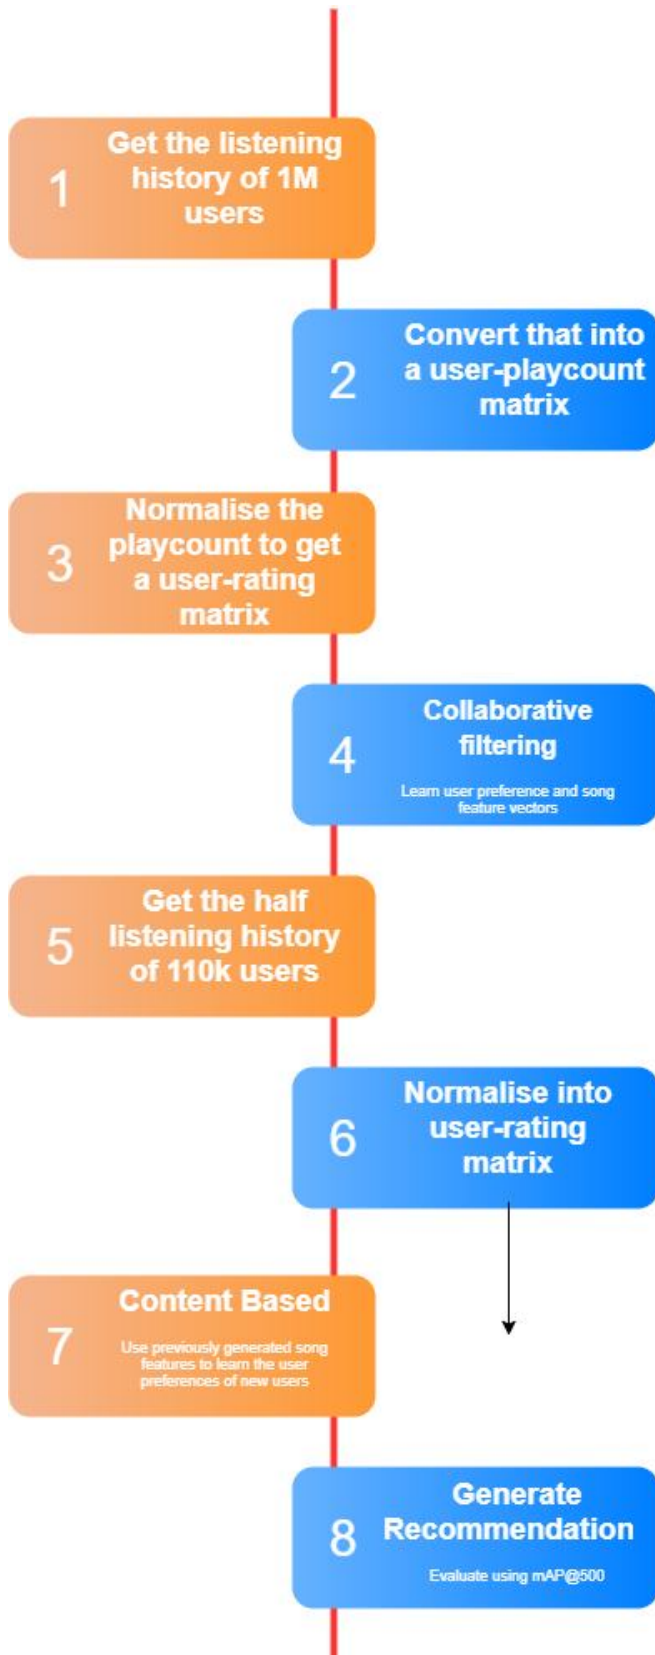 1
Get the listening
history of 1M
users
2
Convert that into
a user-playcount
matrix
3
Normalise the
playcount to get
a user-rating
matrix
4
Collaborative
filtering
Learn user preference and song
feature vectors
5
Get the half
listening history
of 110k users
6
Normalise into
user-rating
matrix
7
Content Based
Use previously generated song
features to learn the user
preferences of new users
8
Generate
Recommendation
Evaluate using mAP@500